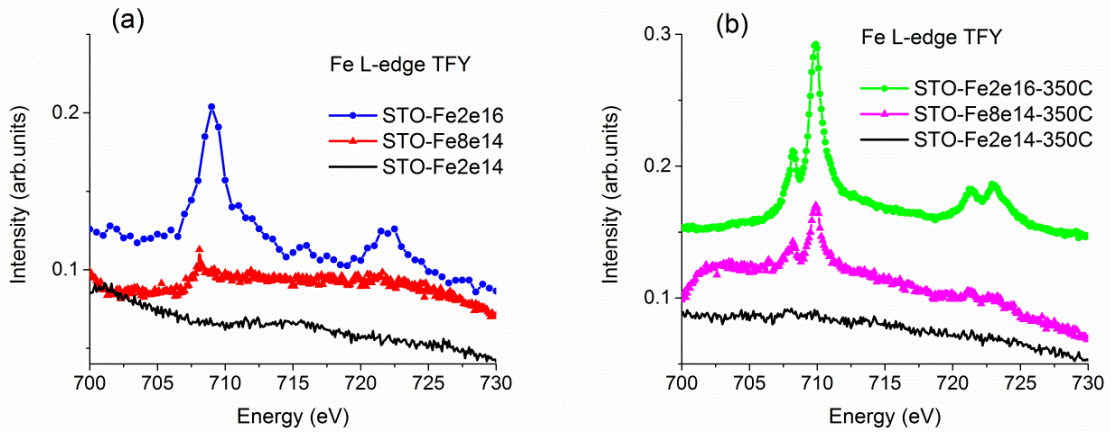 (a)
Fe L-edge TFY
STO-Fe2e16
STO-Fe8e14
STO-Fe2e14
Intensity (arb.units)
0.2
0.1
700 705 710 715 720 725 730
Energy (eV)
(b)
Fe L-edge TFY
STO-Fe2e16-350C
STO-Fe8e14-350C
STO-Fe2e14-350C
Intensity (arb.units)
0.3
0.2
0.1
700 705 710 715 720 725 730
Energy (eV)